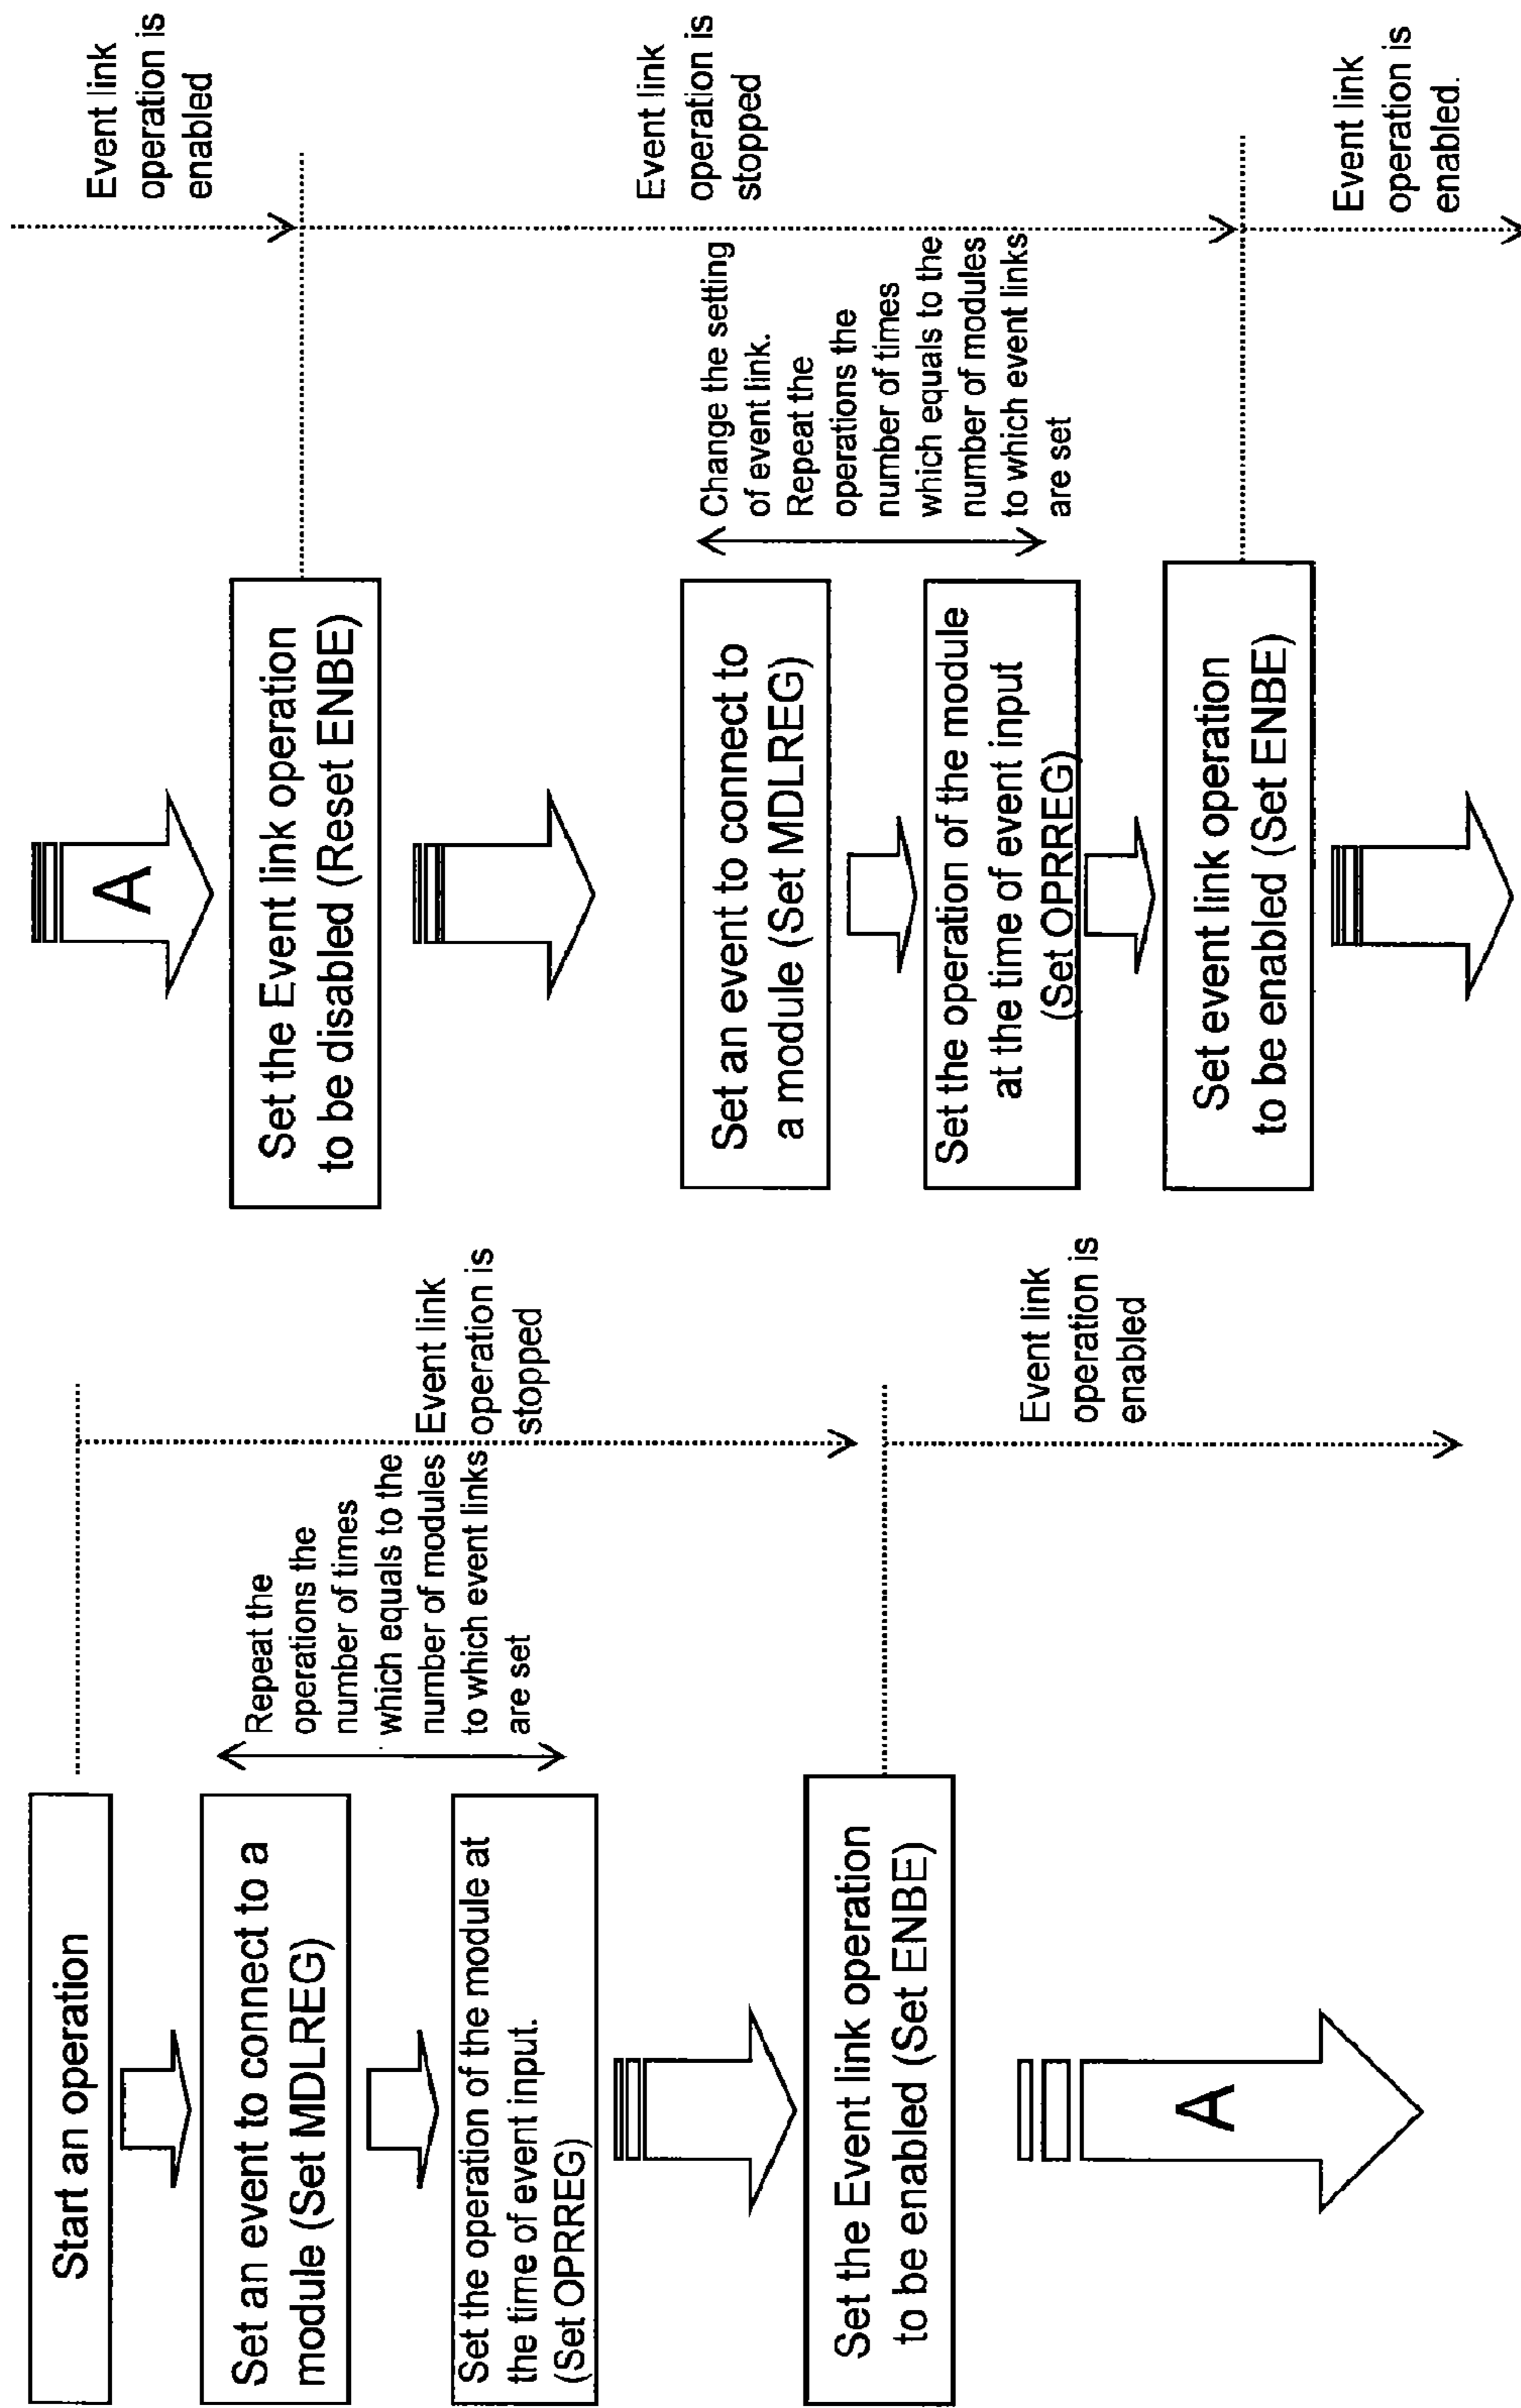 Start an operation
Set an event to connect to a
module (Set MDLREG)
Set the operation of the module at
the time of event input.
(Set OPRREG)
Repeat the
operations the
number of times
which equals to the
number of modules
to which event links
are set
Event link
operation is
stopped
Set the Event link operation
to be enabled (Set ENBE)
Event link
operation is
enabled
A
A
Event link
operation is
enabled
Set the Event link operation
to be disabled (Reset ENBE)
Event link
operation is
stopped
Set an event to connect to
a module (Set MDLREG)
Set the operation of the module
at the time of event input
(Set OPRREG)
Change the setting
of event link.
Repeat the
operations the
number of times
which equals to the
number of modules
to which event links
are set
Set event link operation
to be enabled (Set ENBE)
Event link
operation is
enabled.